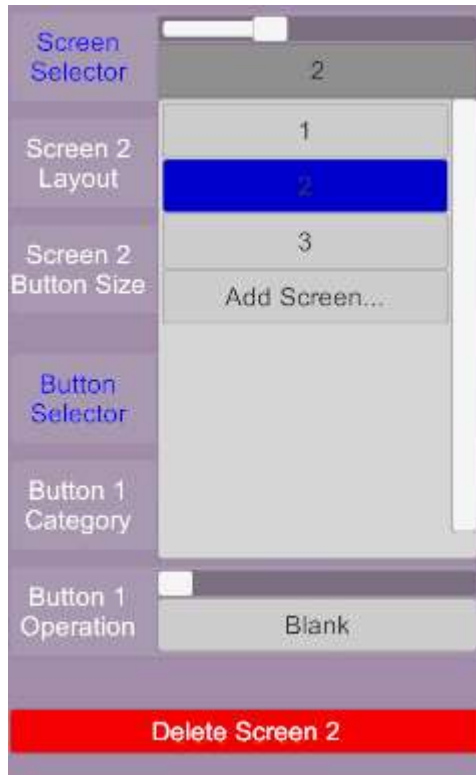 Screen
Selector
2
1
Screen 2
Layout
2
3
Screen 2
Button Size
Add Screen...
Button
Selector
Button 1
Category
Button 1
Operation
Blank
Delete Screen 2